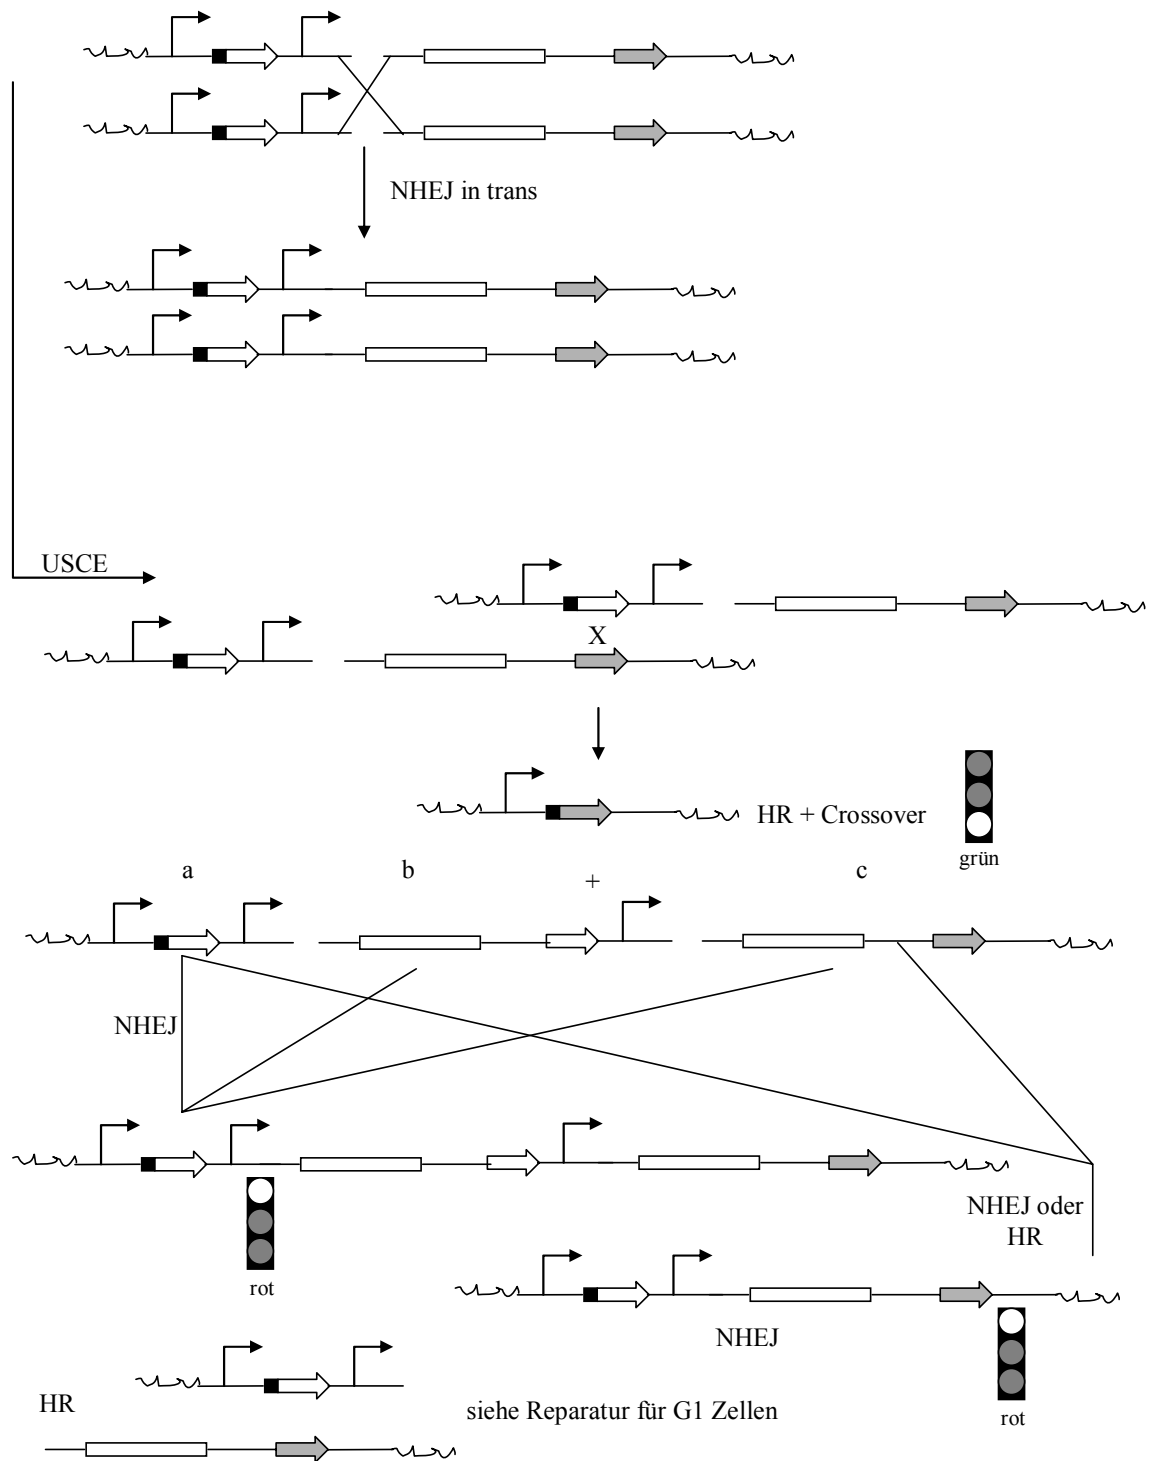 NHEJ in trans
USCE
X
HR + Crossover
grün
a
b
+
c
NHEJ
NHEJ oder
HR
rot
NHEJ
HR
siehe Reparatur für G1 Zellen
rot